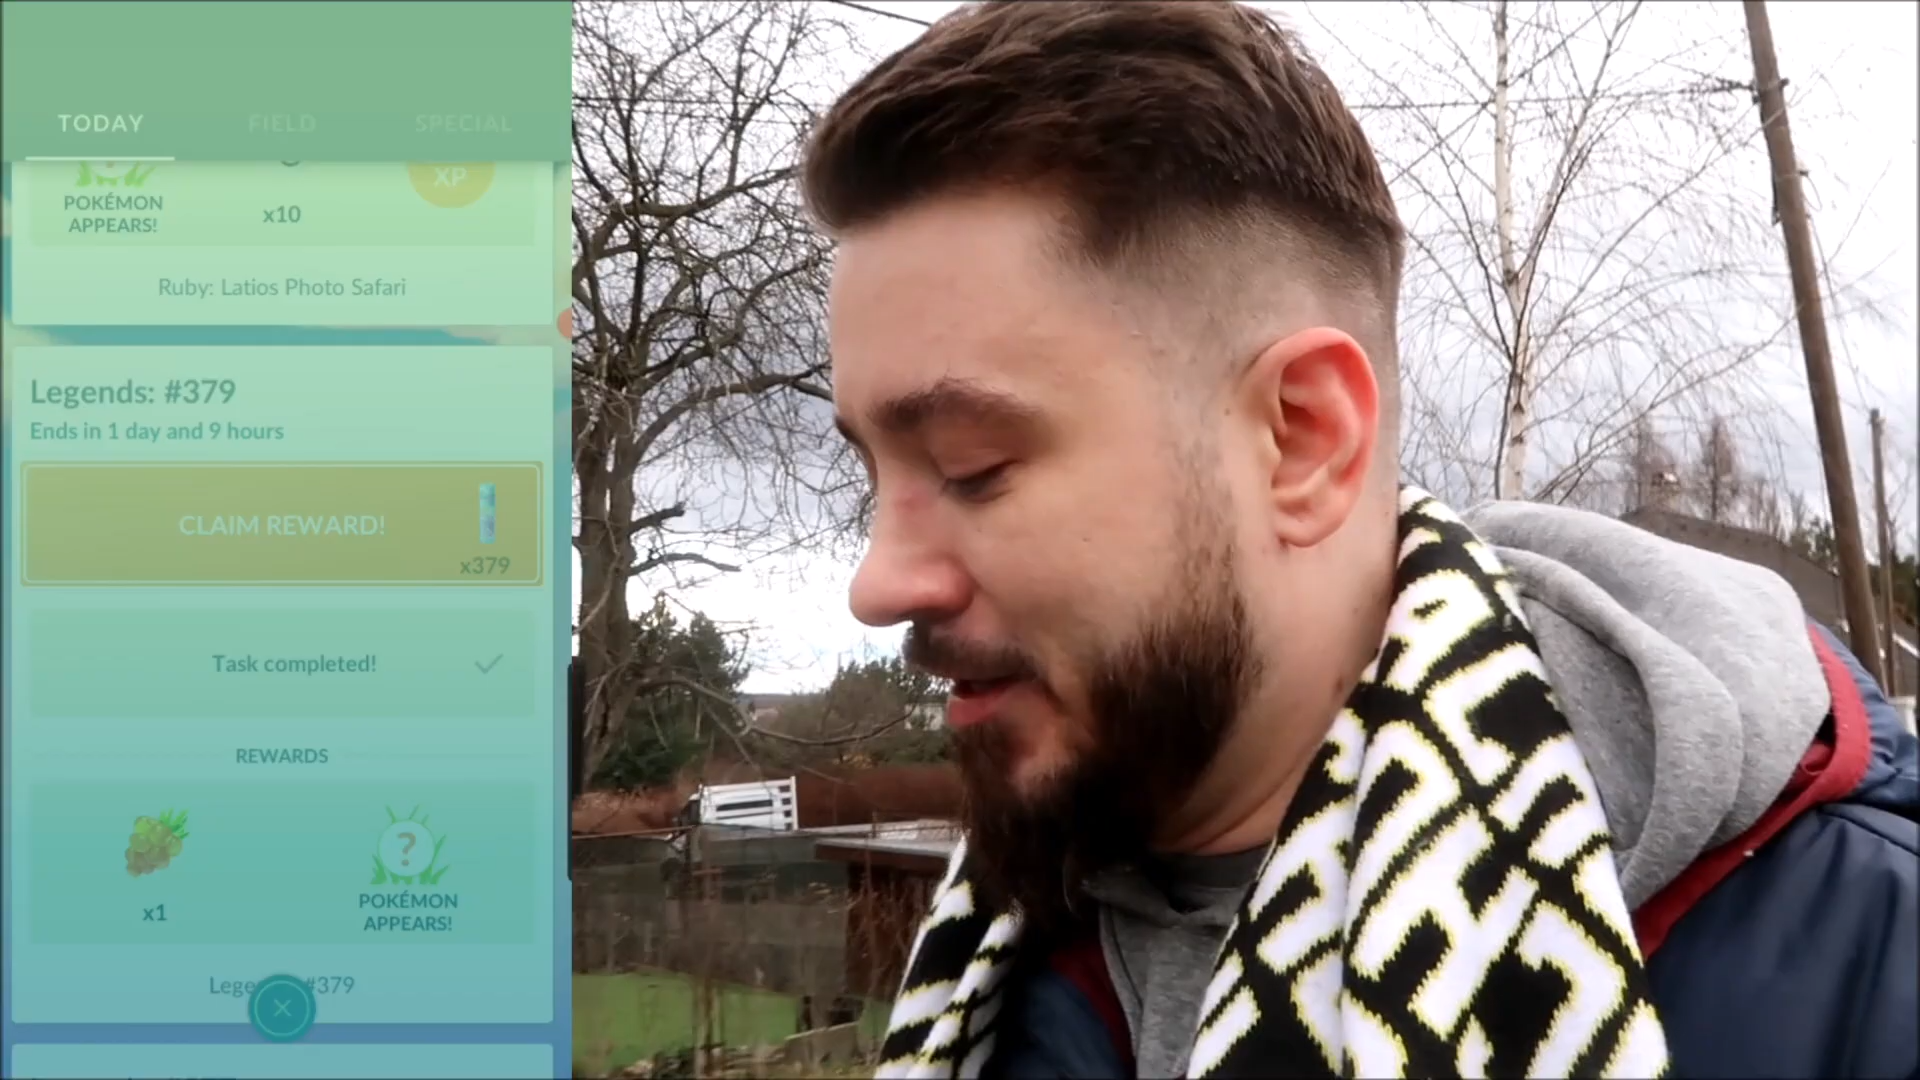 TODAY
FIELD
SPECIAL
POKÉMON
APPEARS!
x10
XP
Ruby: Latios Photo Safari
Legends: #379
Ends in 1 day and 9 hours
CLAIM REWARD!
x379
Task completed!
REWARDS
x1
POKÉMON
APPEARS!
#379